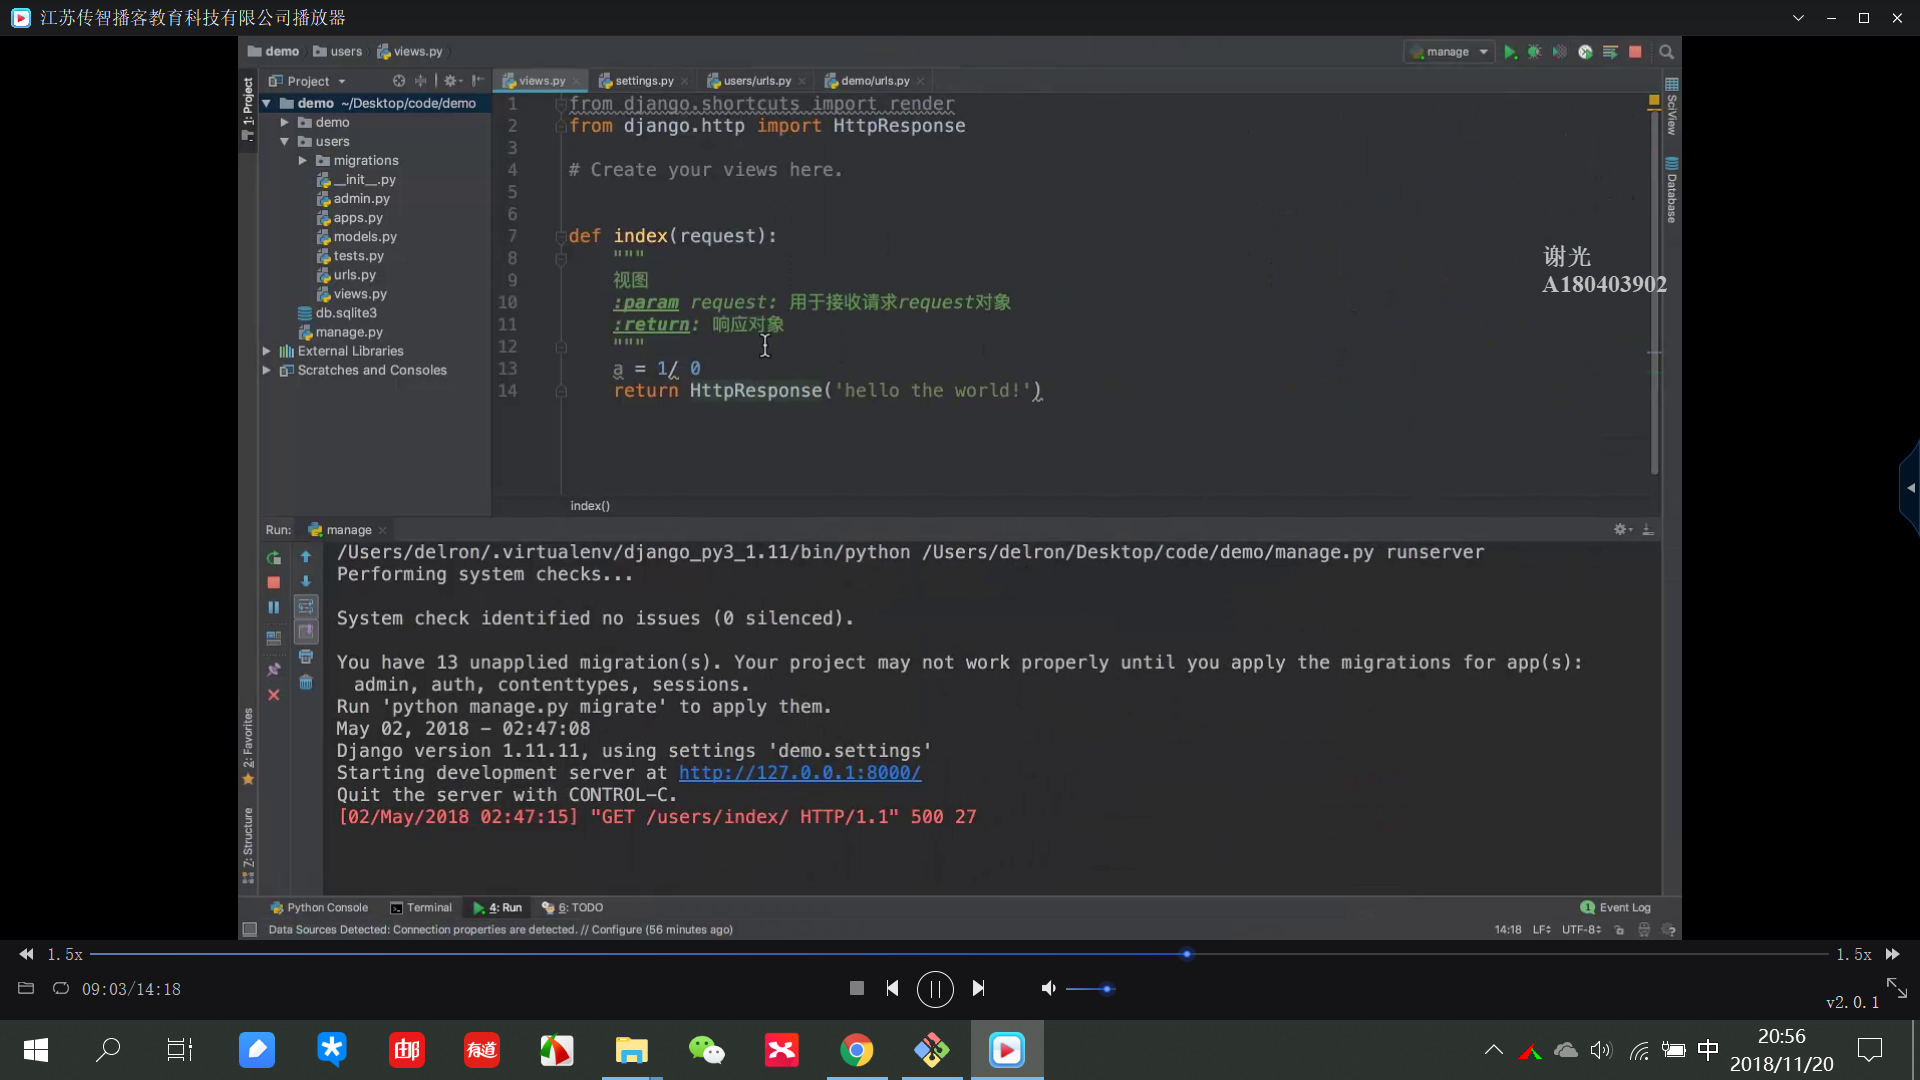 江苏传智播客教育科技有限公司播放器
demo users views.py
manage
1: Project
Project
demo ~/Desktop/code/demo
demo
users
migrations
__init__.py
admin.py
apps.py
models.py
tests.py
urls.py
views.py
db.sqlite3
manage.py
External Libraries
Scratches and Consoles
views.py settings.py users/urls.py demo/urls.py
1 from django.shortcuts import render
2 from django.http import HttpResponse
3
4 # Create your views here.
5
6
7 def index(request):
8 """
9 视图
10 :param request: 用于接收请求request对象
11 :return: 响应对象
12 """
13 a = 1/ 0
14 return HttpResponse('hello the world!')
index()
SciView
Database
谢光
A180403902
Run: manage
/Users/delron/.virtualenv/django_py3_1.11/bin/python /Users/delron/Desktop/code/demo/manage.py runserver
Performing system checks...
System check identified no issues (0 silenced).
You have 13 unapplied migration(s). Your project may not work properly until you apply the migrations for app(s):
admin, auth, contenttypes, sessions.
Run 'python manage.py migrate' to apply them.
May 02, 2018 - 02:47:08
Django version 1.11.11, using settings 'demo.settings'
Starting development server at http://127.0.0.1:8000/
Quit the server with CONTROL-C.
[02/May/2018 02:47:15] "GET /users/index/ HTTP/1.1" 500 27
2: Favorites
7: Structure
Python Console Terminal 4: Run 6: TODO
1 Event Log
Data Sources Detected: Connection properties are detected. // Configure (56 minutes ago)
14:18 LF UTF-8
1.5x 1.5x
09:03/14:18
v2.0.1
邮
有道
中
20:56
2018/11/20